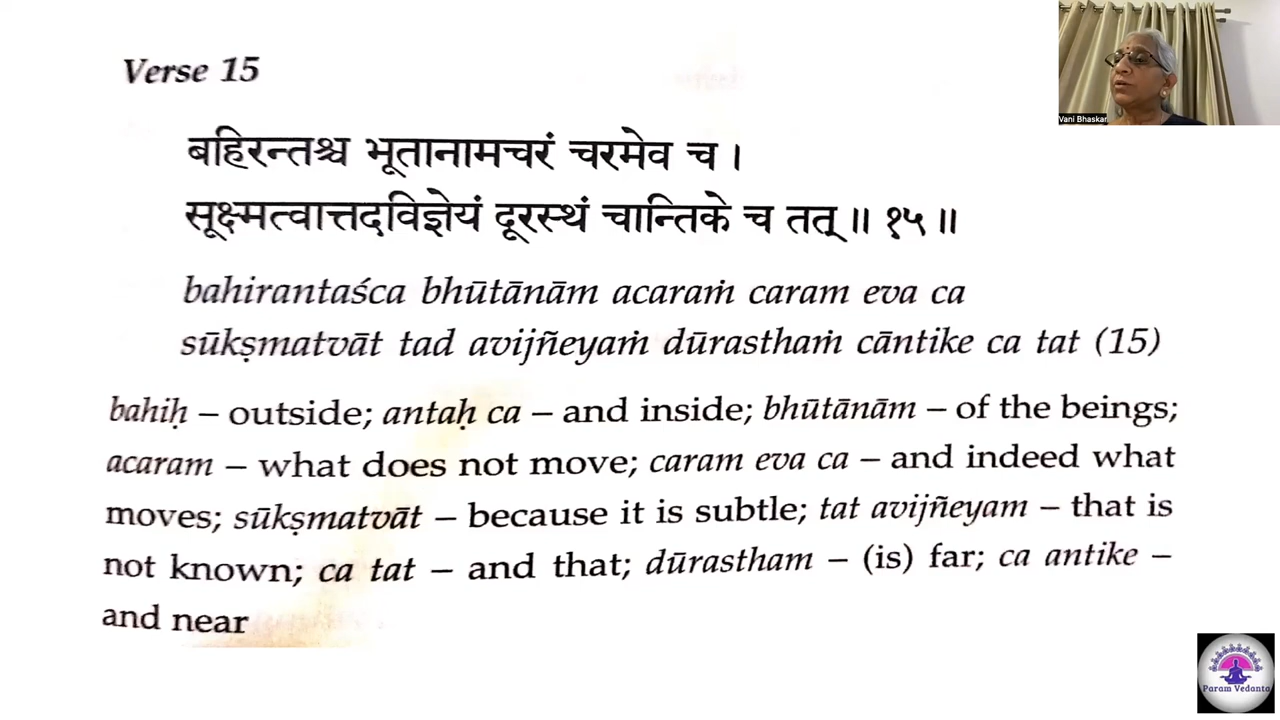 Verse 15
बहिरन्तश्च भूतानामचरं चरमेव च ।
सूक्ष्मत्वात्तदविज्ञेयं दूरस्थं चान्तिके च तत् ॥ १५ ॥
bahirantaśca bhūtānām acaraṁ caram eva ca
sūkṣmatvāt tad avijñeyaṁ dūrasthaṁ cāntike ca tat (15)
bahiḥ – outside; antaḥ ca – and inside; bhūtānām – of the beings;
acaram – what does not move; caram eva ca – and indeed what
moves; sūkṣmatvāt – because it is subtle; tat avijñeyam – that is
not known; ca tat – and that; dūrastham – (is) far; ca antike –
and near
Vani Bhaskar
Param Vedanta